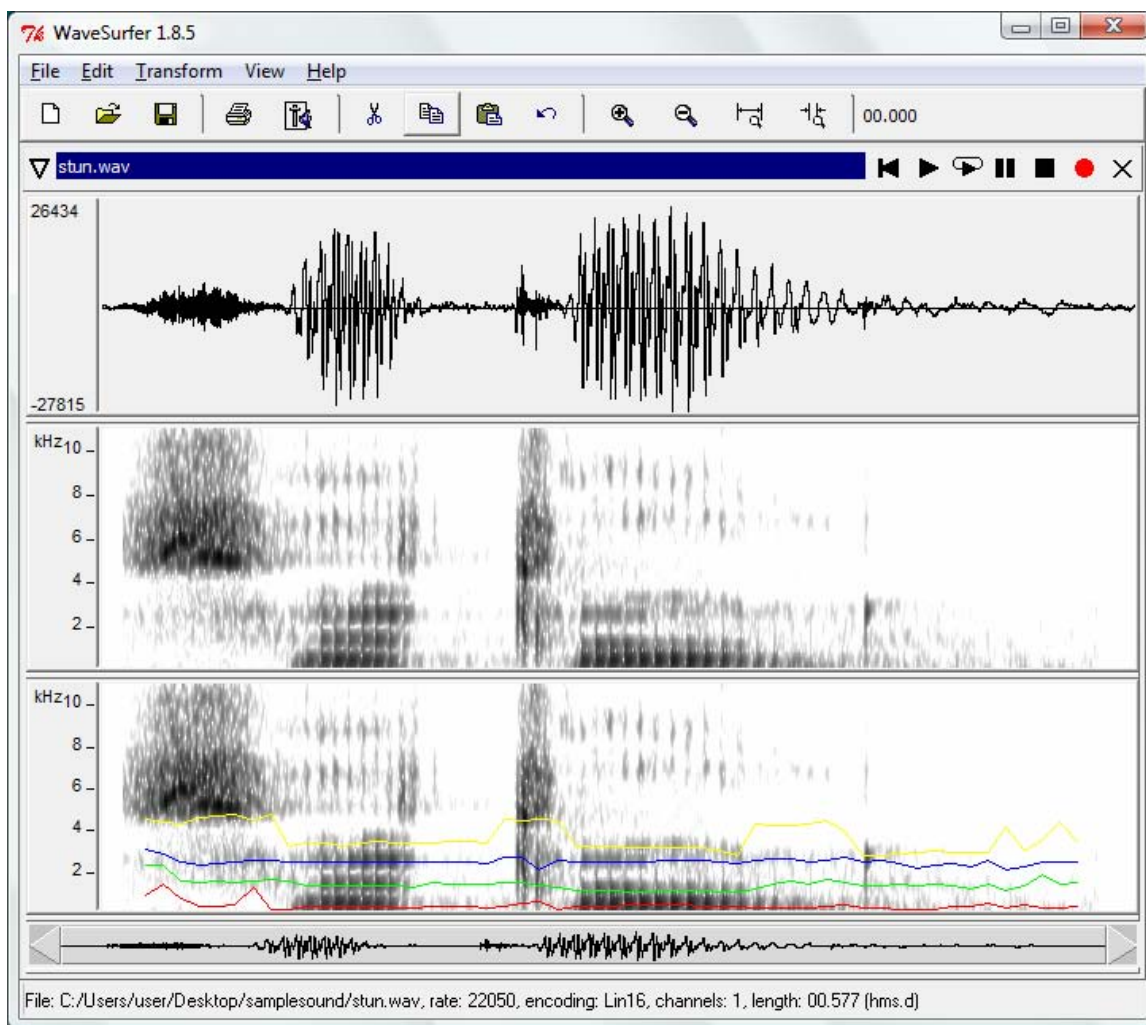 WaveSurfer 1.8.5
File Edit Transform View Help
00.000
stun.wav
26434
-27815
kHz 10
8
6
4
2
kHz 10
8
6
4
2
File: C:/Users/user/Desktop/samplesound/stun.wav, rate: 22050, encoding: Lin16, channels: 1, length: 00.577 (hms.d)